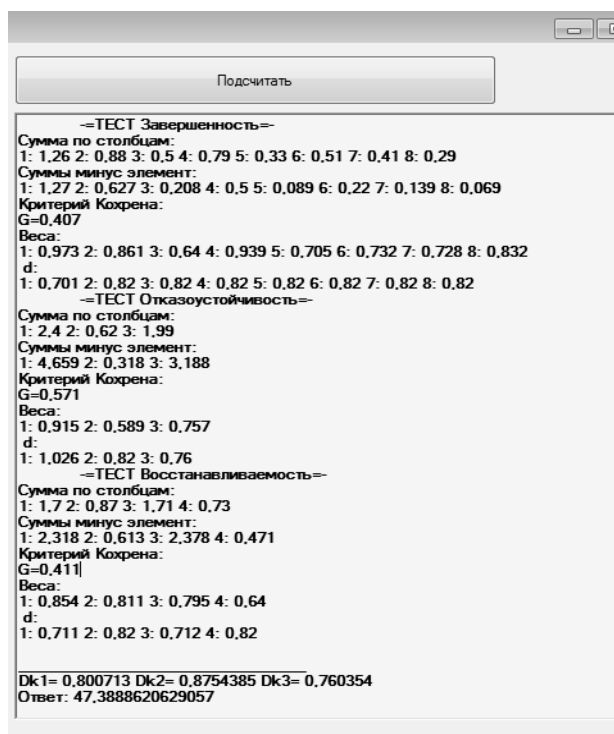 Подсчитать
-=ТЕСТ Завершенность=-
Сумма по столбцам:
1: 1,26 2: 0,88 3: 0,5 4: 0,79 5: 0,33 6: 0,51 7: 0,41 8: 0,29
Суммы минус элемент:
1: 1,27 2: 0,627 3: 0,208 4: 0,5 5: 0,089 6: 0,22 7: 0,139 8: 0,069
Критерий Кохрена:
G=0,407
Веса:
1: 0,973 2: 0,861 3: 0,64 4: 0,939 5: 0,705 6: 0,732 7: 0,728 8: 0,832
d:
1: 0,701 2: 0,82 3: 0,82 4: 0,82 5: 0,82 6: 0,82 7: 0,82 8: 0,82
-=ТЕСТ Отказоустойчивость=-
Сумма по столбцам:
1: 2,4 2: 0,62 3: 1,99
Суммы минус элемент:
1: 4,659 2: 0,318 3: 3,188
Критерий Кохрена:
G=0,571
Веса:
1: 0,915 2: 0,589 3: 0,757
d:
1: 1,026 2: 0,82 3: 0,76
-=ТЕСТ Восстанавливаемость=-
Сумма по столбцам:
1: 1,7 2: 0,87 3: 1,71 4: 0,73
Суммы минус элемент:
1: 2,318 2: 0,613 3: 2,378 4: 0,471
Критерий Кохрена:
G=0,411
Веса:
1: 0,854 2: 0,811 3: 0,795 4: 0,64
d:
1: 0,711 2: 0,82 3: 0,712 4: 0,82
Dk1= 0,800713 Dk2= 0,8754385 Dk3= 0,760354
Ответ: 47,3888620629057